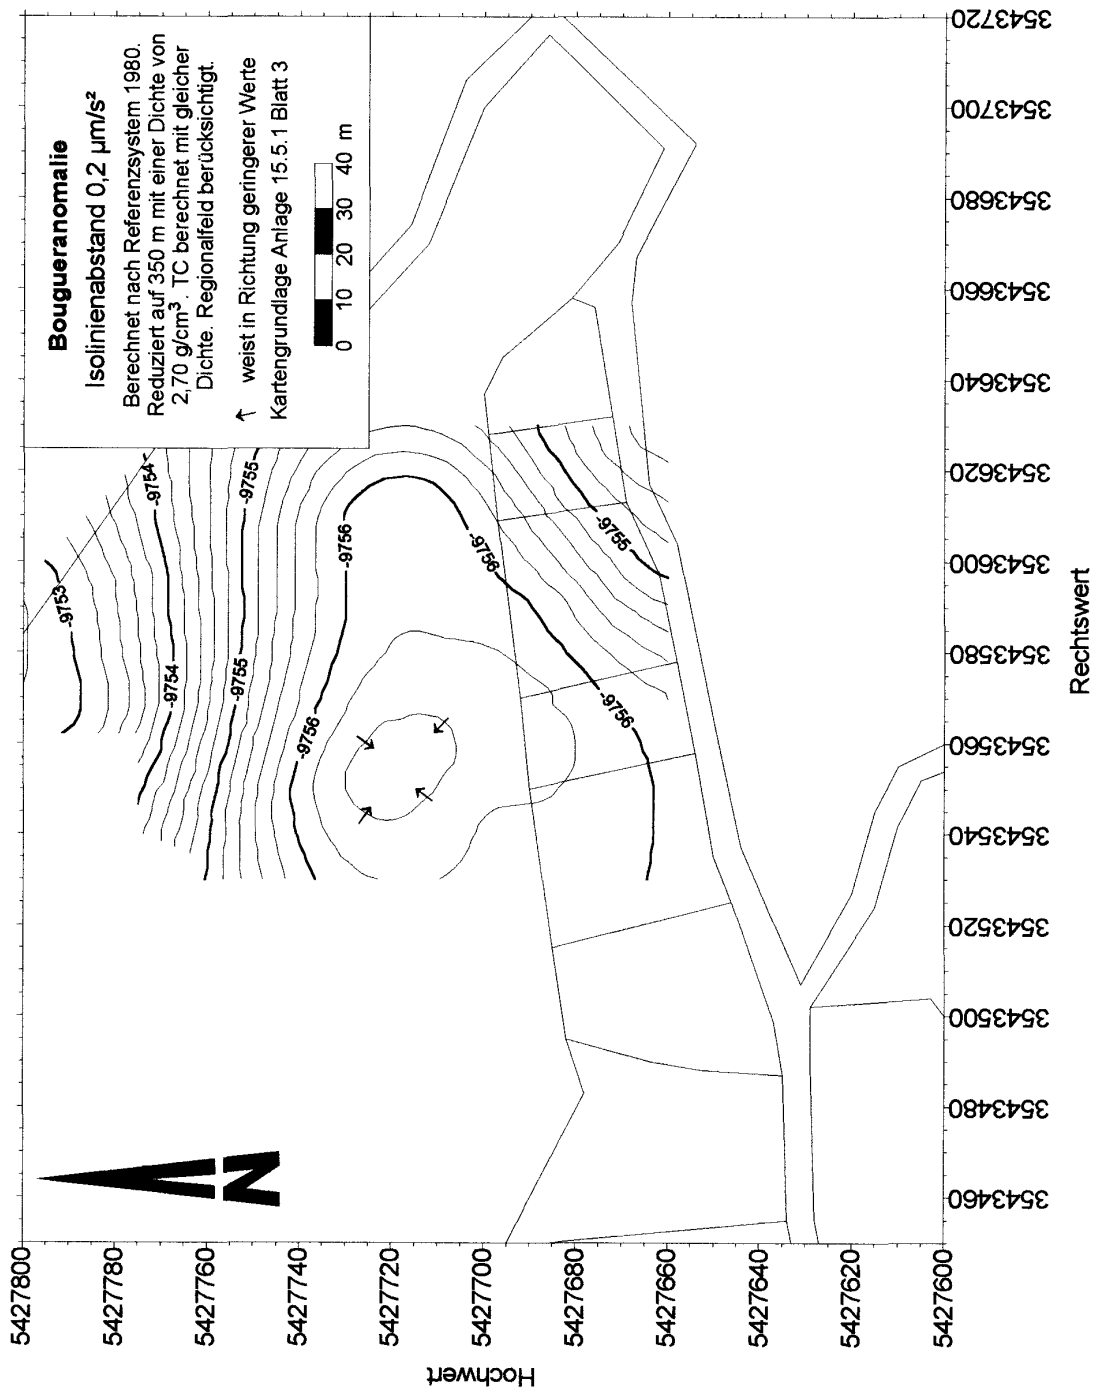 Bougueranomalie
Isolinienabstand 0,2 µm/s²
Berechnet nach Referenzsystem 1980.
Reduziert auf 350 m mit einer Dichte von
2,70 g/cm³. TC berechnet mit gleicher
Dichte. Regionalfeld berücksichtigt.
↑ weist in Richtung geringerer Werte
Kartengrundlage Anlage 15.5.1 Blatt 3
0 10 20 30 40 m
N
-9753
-9754
-9754
-9755
-9755
-9756
-9756
-9756
-9756
-9755
Hochwert
5427800
5427780
5427760
5427740
5427720
5427700
5427680
5427660
5427640
5427620
5427600
Rechtswert
3543460
3543480
3543500
3543520
3543540
3543560
3543580
3543600
3543620
3543640
3543660
3543680
3543700
3543720